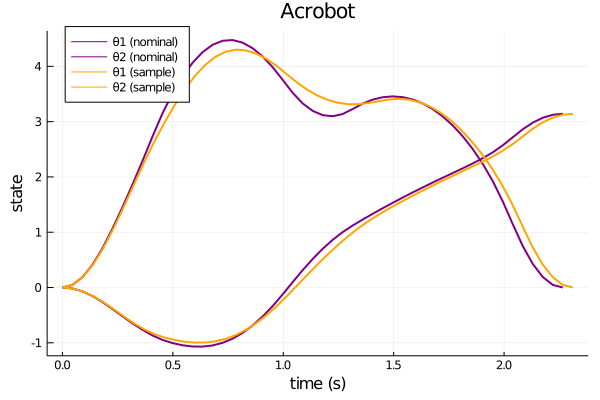 Acrobot
θ1 (nominal)
θ2 (nominal)
θ1 (sample)
θ2 (sample)
4
3
2
1
0
-1
state
0.0 0.5 1.0 1.5 2.0
time (s)